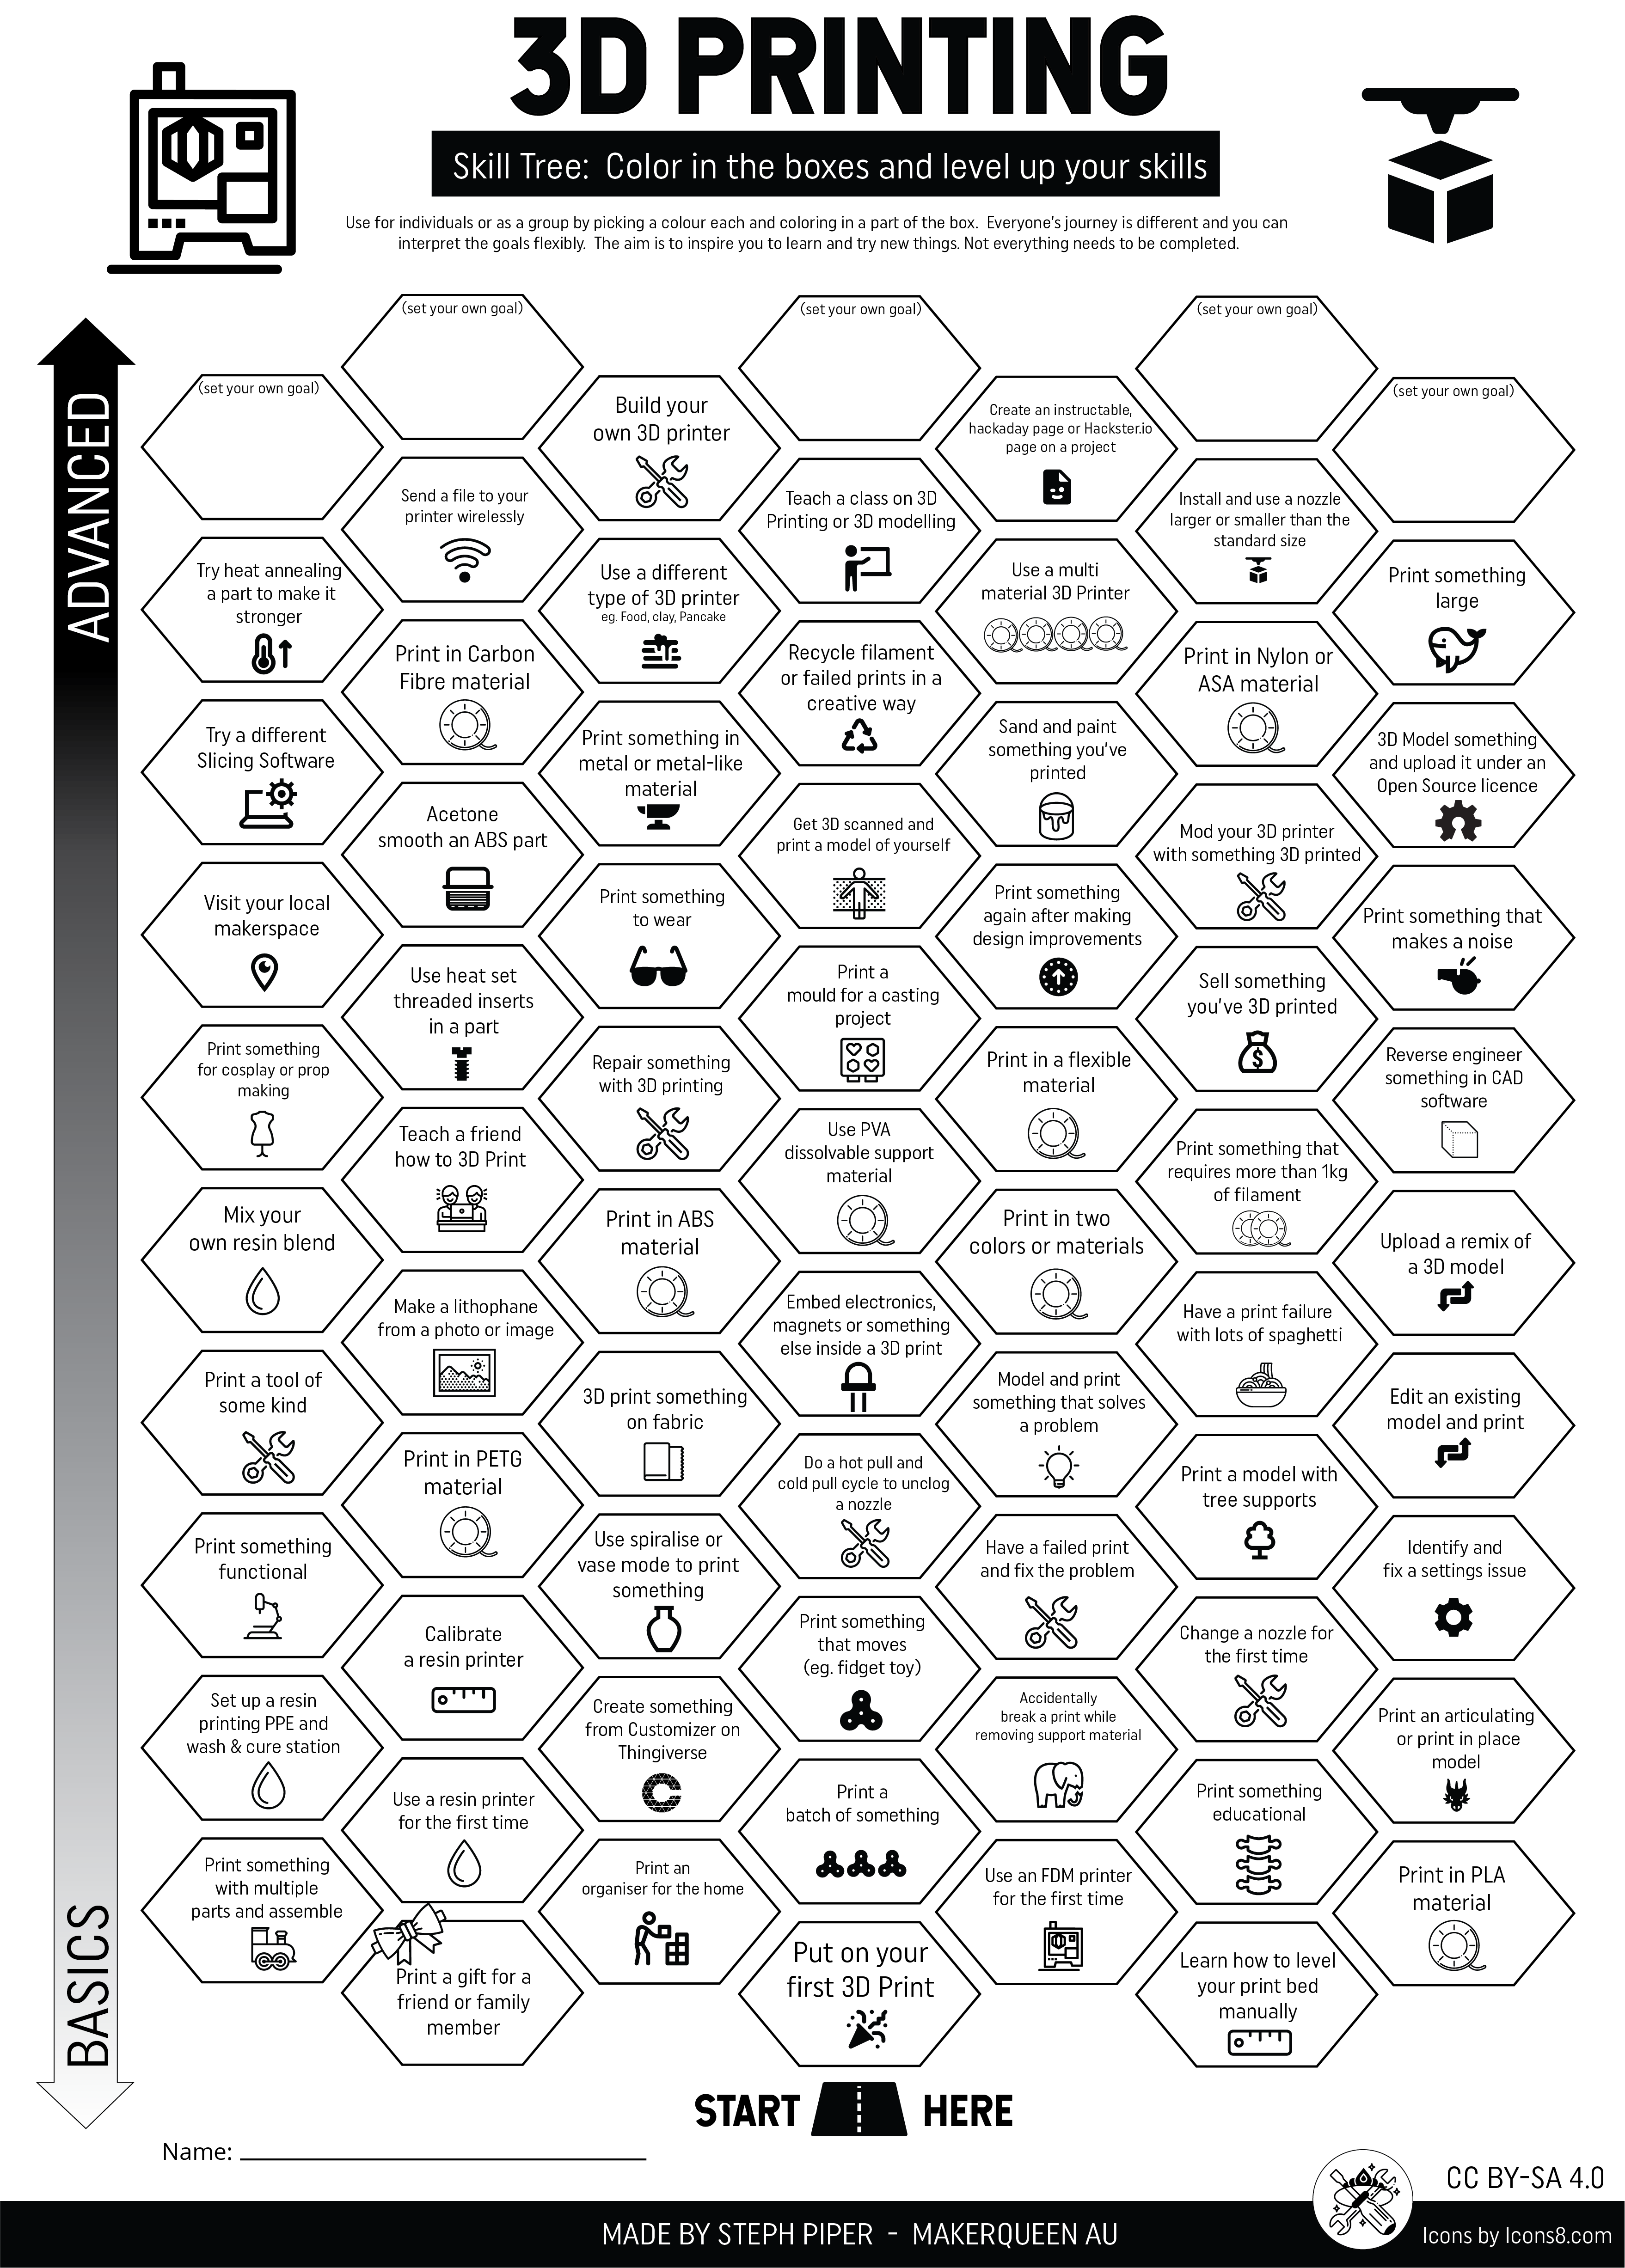 3D PRINTING
Skill Tree:  Color in the boxes and level up your skills
Use for individuals or as a group by picking a colour each and coloring in a part of the box.  Everyone's journey is different and you can
interpret the goals flexibly.  The aim is to inspire you to learn and try new things. Not everything needs to be completed.
ADVANCED
(set your own goal)
(set your own goal)
(set your own goal)
(set your own goal)
Build your
own 3D printer
Create an instructable,
hackaday page or Hackster.io
page on a project
(set your own goal)
Send a file to your
printer wirelessly
Teach a class on 3D
Printing or 3D modelling
Install and use a nozzle
larger or smaller than the
standard size
Try heat annealing
a part to make it
stronger
Use a different
type of 3D printer
eg. Food, clay, Pancake
Use a multi
material 3D Printer
Print something
large
Print in Carbon
Fibre material
Recycle filament
or failed prints in a
creative way
Print in Nylon or
ASA material
Try a different
Slicing Software
Print something in
metal or metal-like
material
Sand and paint
something you've
printed
3D Model something
and upload it under an
Open Source licence
Acetone
smooth an ABS part
Get 3D scanned and
print a model of yourself
Mod your 3D printer
with something 3D printed
Visit your local
makerspace
Print something
to wear
Print something
again after making
design improvements
Print something that
makes a noise
Use heat set
threaded inserts
in a part
Print a
mould for a casting
project
Sell something
you've 3D printed
Print something
for cosplay or prop
making
Repair something
with 3D printing
Print in a flexible
material
Reverse engineer
something in CAD
software
Teach a friend
how to 3D Print
Use PVA
dissolvable support
material
Print something that
requires more than 1kg
of filament
Mix your
own resin blend
Print in ABS
material
Print in two
colors or materials
Upload a remix of
a 3D model
Make a lithophane
from a photo or image
Embed electronics,
magnets or something
else inside a 3D print
Have a print failure
with lots of spaghetti
Print a tool of
some kind
3D print something
on fabric
Model and print
something that solves
a problem
Edit an existing
model and print
Print in PETG
material
Do a hot pull and
cold pull cycle to unclog
a nozzle
Print a model with
tree supports
Print something
functional
Use spiralise or
vase mode to print
something
Have a failed print
and fix the problem
Identify and
fix a settings issue
Calibrate
a resin printer
Print something
that moves
(eg. fidget toy)
Change a nozzle for
the first time
Set up a resin
printing PPE and
wash & cure station
Create something
from Customizer on
Thingiverse
Accidentally
break a print while
removing support material
Print an articulating
or print in place
model
Use a resin printer
for the first time
Print a
batch of something
Print something
educational
Print something
with multiple
parts and assemble
Print an
organiser for the home
Use an FDM printer
for the first time
Print in PLA
material
Print a gift for a
friend or family
member
Put on your
first 3D Print
Learn how to level
your print bed
manually
BASICS
START HERE
Name:
CC BY-SA 4.0
MADE BY STEPH PIPER  -  MAKERQUEEN AU
Icons by Icons8.com